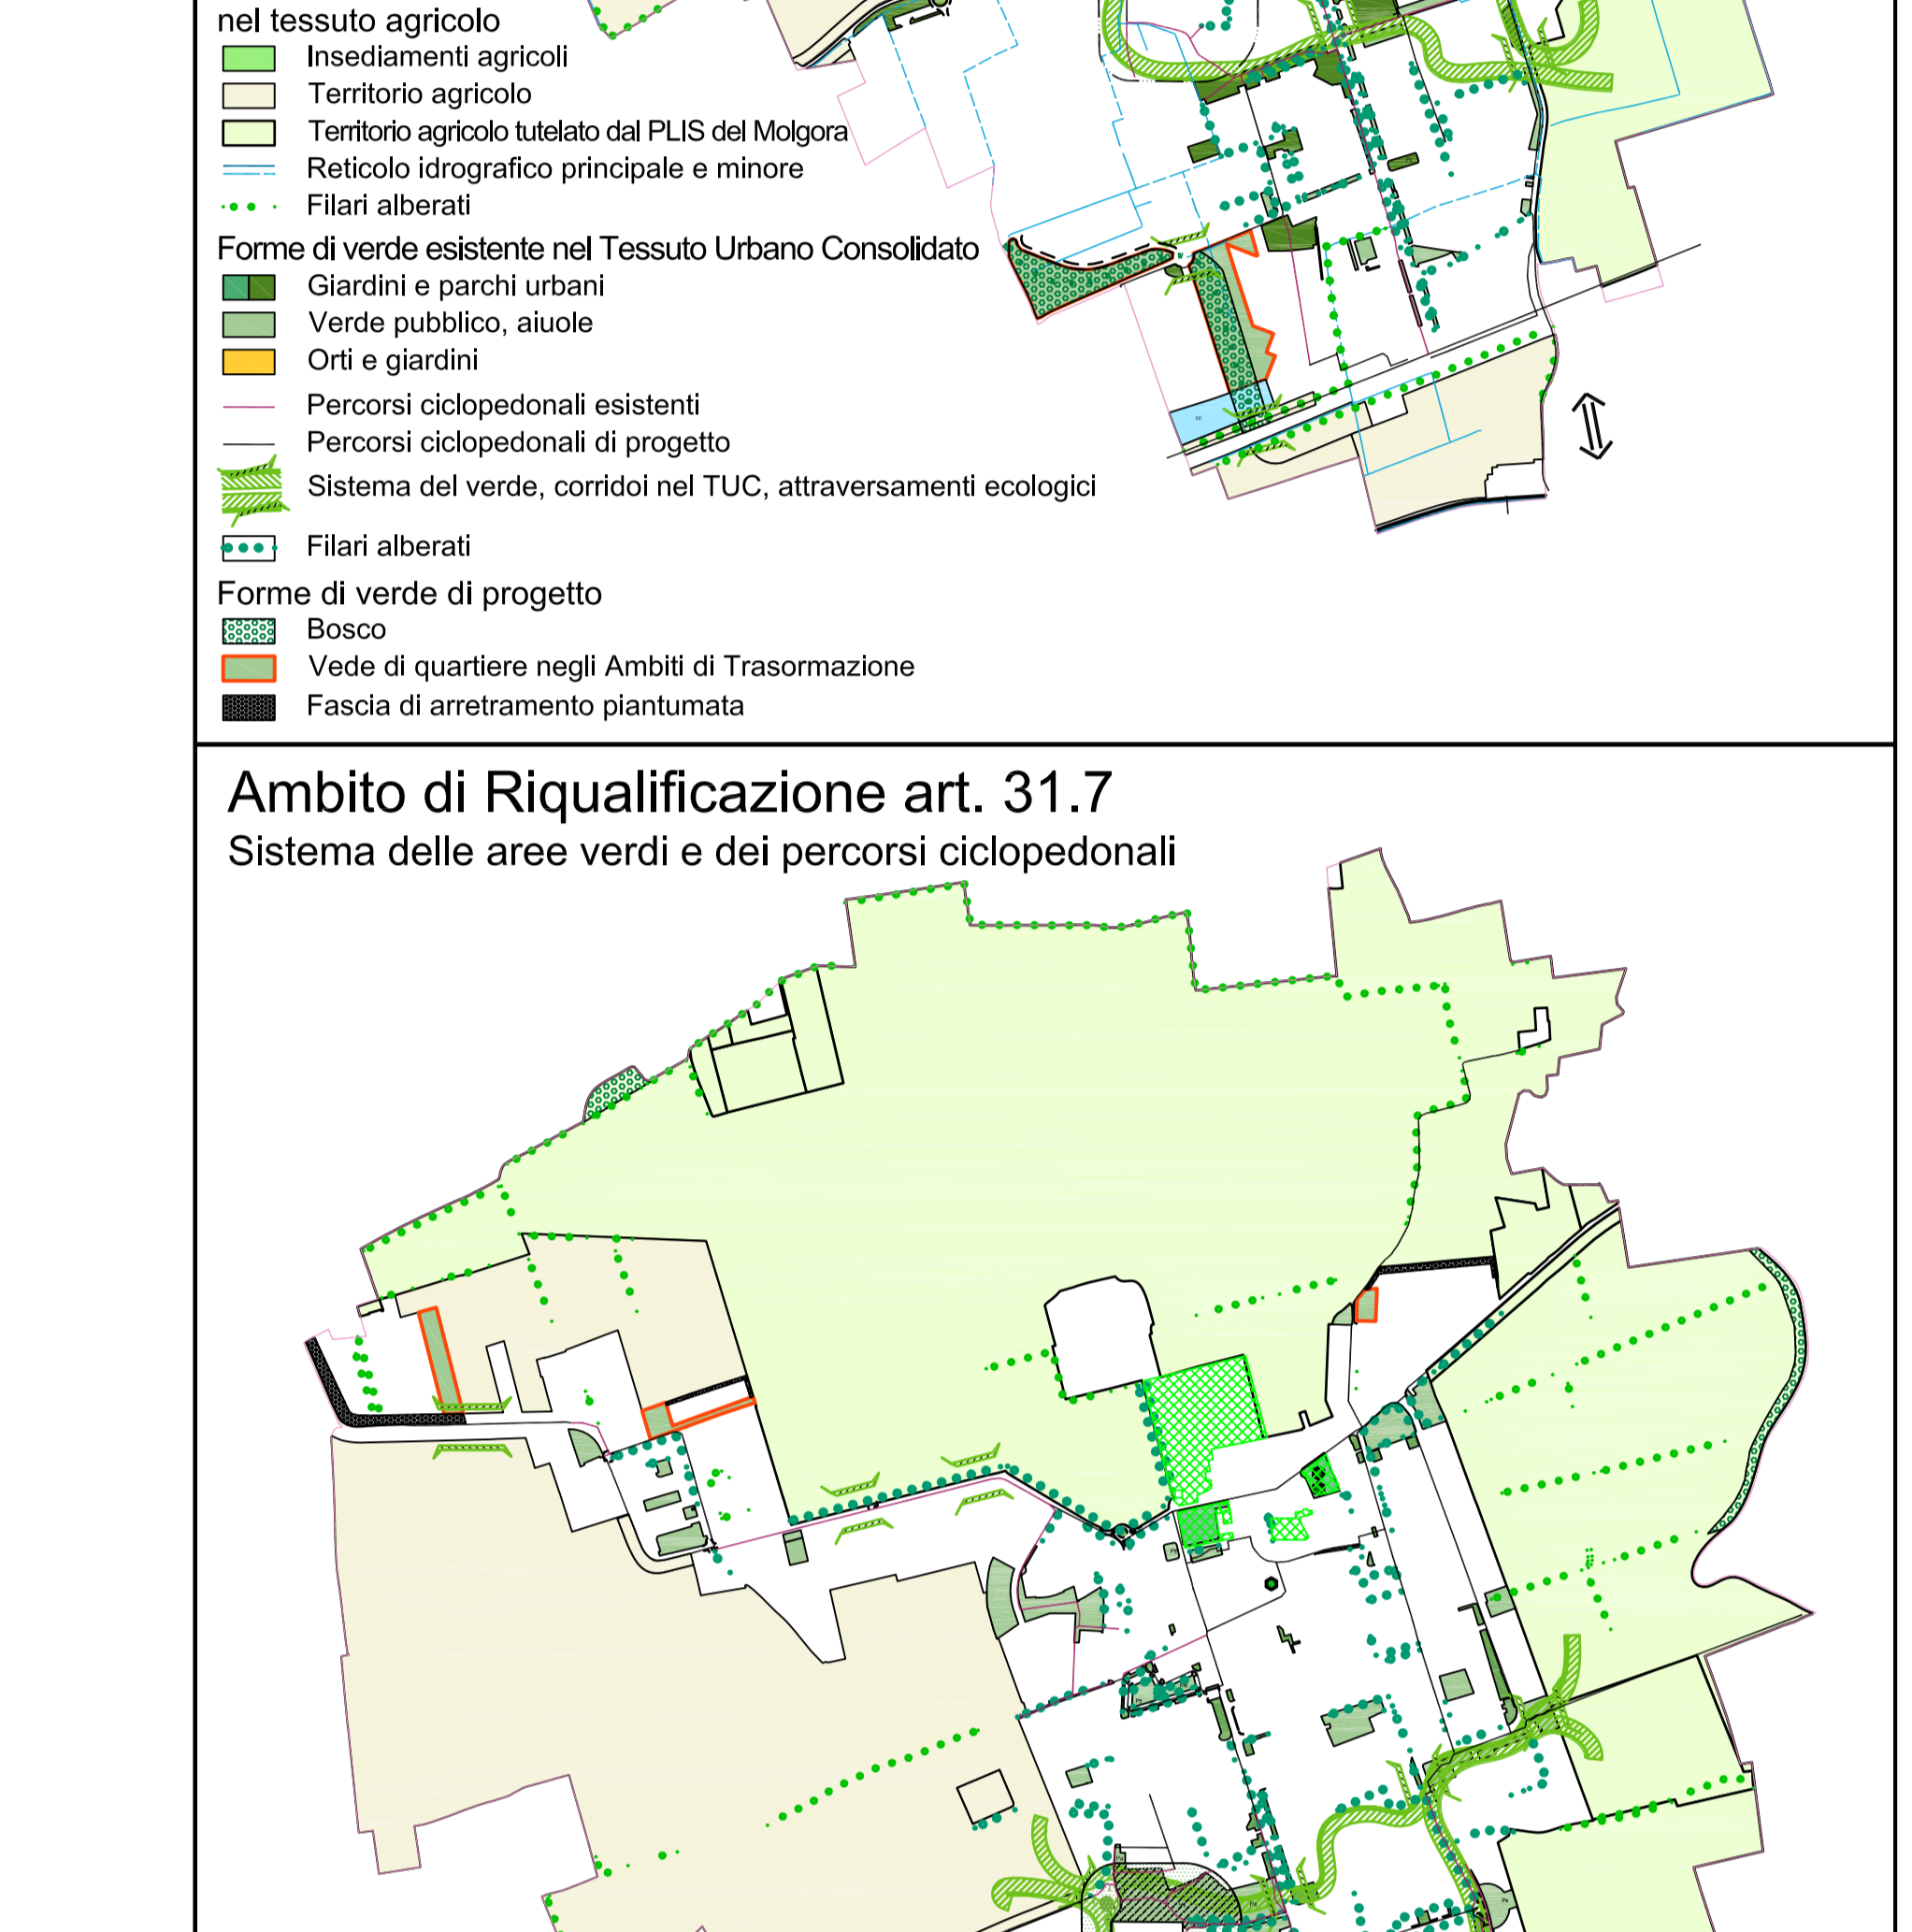 nel tessuto agricolo
Insediamenti agricoli
Territorio agricolo
Territorio agricolo tutelato dal PLIS del Molgora
Reticolo idrografico principale e minore
Filari alberati
Forme di verde esistente nel Tessuto Urbano Consolidato
Giardini e parchi urbani
Verde pubblico, aiuole
Orti e giardini
Percorsi ciclopedonali esistenti
Percorsi ciclopedonali di progetto
Sistema del verde, corridoi nel TUC, attraversamenti ecologici
Filari alberati
Forme di verde di progetto
Bosco
Vede di quartiere negli Ambiti di Trasormazione
Fascia di arretramento piantumata
Ambito di Riqualificazione art. 31.7
Sistema delle aree verdi e dei percorsi ciclopedonali